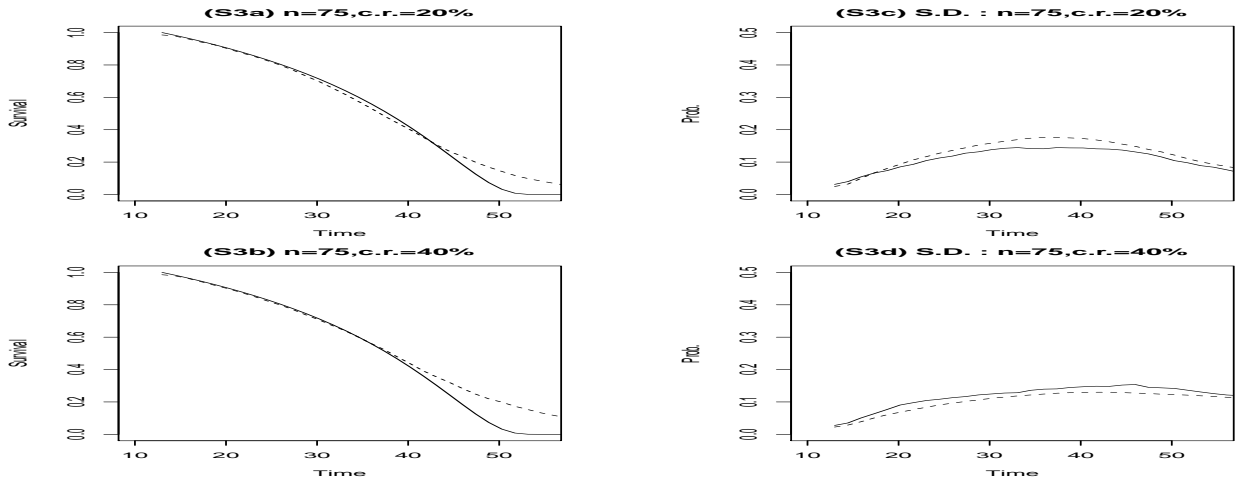 (S3a) n=75,c.r.=20%
Survival
0.0 0.2 0.4 0.6 0.8 1.0
10 20 30 40 50
Time
(S3c) S.D. : n=75,c.r.=20%
Prob.
0.0 0.1 0.2 0.3 0.4 0.5
10 20 30 40 50
Time
(S3b) n=75,c.r.=40%
Survival
0.0 0.2 0.4 0.6 0.8 1.0
10 20 30 40 50
Time
(S3d) S.D. : n=75,c.r.=40%
Prob.
0.0 0.1 0.2 0.3 0.4 0.5
10 20 30 40 50
Time